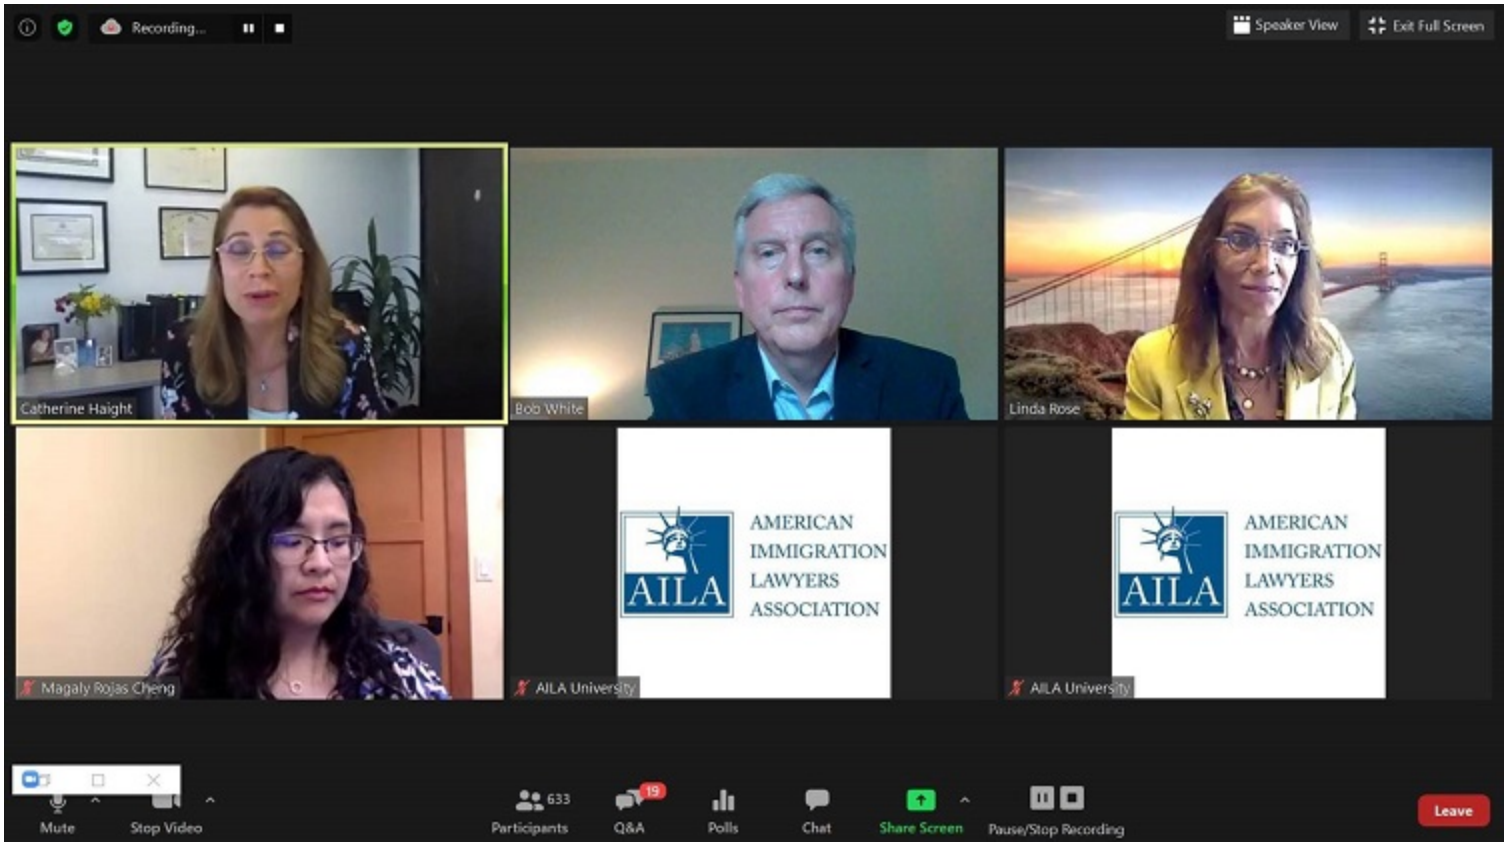 Recording...
Speaker View
Exit Full Screen
Catherine Haight
Bob White
Linda Rose
Magaly Rojas Cheng
AILA
AMERICAN
IMMIGRATION
LAWYERS
ASSOCIATION
AILA University
AILA
AMERICAN
IMMIGRATION
LAWYERS
ASSOCIATION
AILA University
Mute
Stop Video
633
Participants
19
Q&A
Polls
Chat
Share Screen
Pause/Stop Recording
Leave